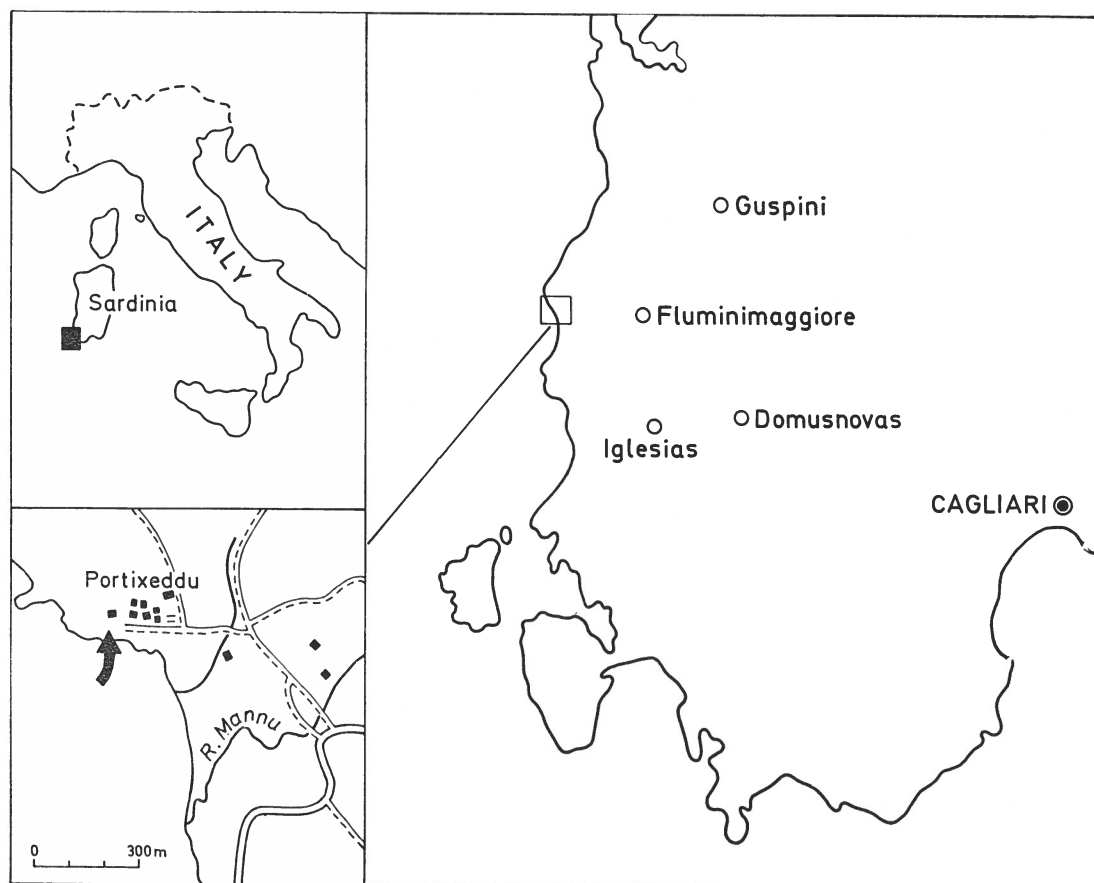 ITALY
Sardinia
Portixeddu
R. Mannu
0 300m
Guspini
Fluminimaggiore
Domusnovas
Iglesias
CAGLIARI